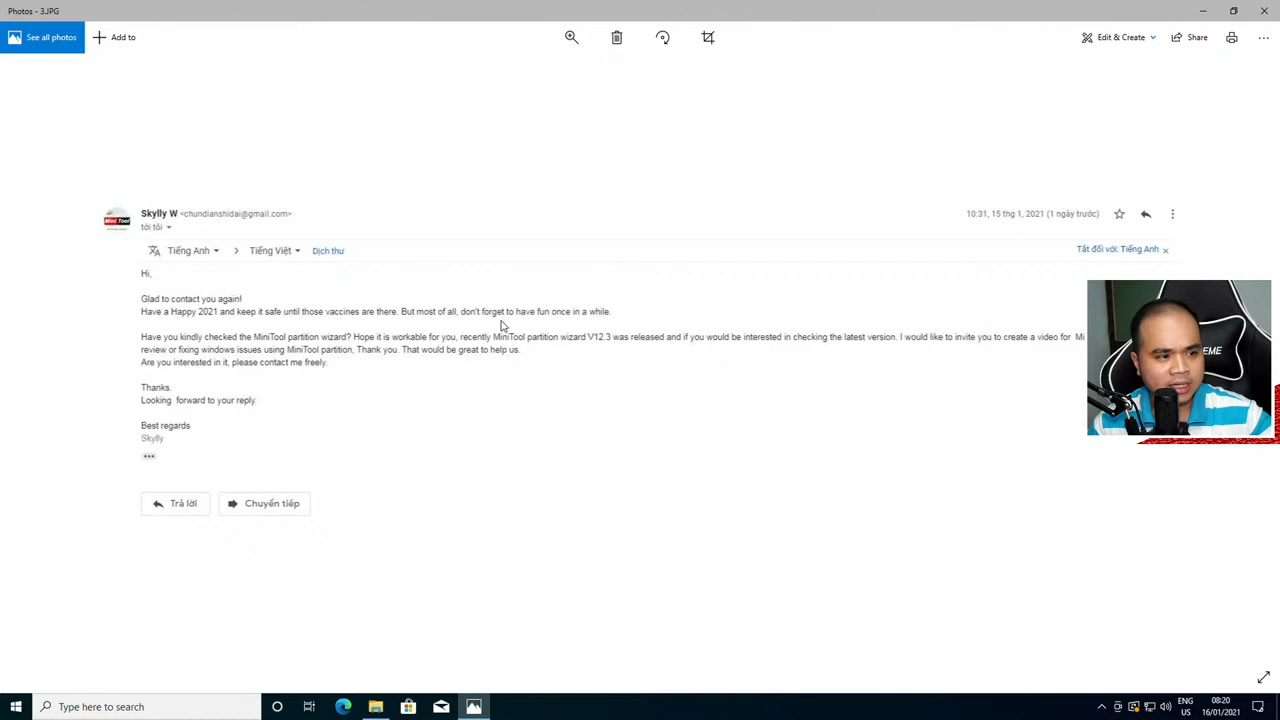 Photos - 3.JPG
See all photos
Add to
Edit & Create
Share
Mini Tool
Skylly W <chundianshidai@gmail.com>
10:31, 15 thg 1, 2021 (1 ngày trước)
tới tôi
Tiếng Anh > Tiếng Việt Dịch thư
Tắt đối với: Tiếng Anh
Hi,
Glad to contact you again!
Have a Happy 2021 and keep it safe until those vaccines are there. But most of all, don't forget to have fun once in a while.
Have you kindly checked the MiniTool partition wizard? Hope it is workable for you, recently MiniTool partition wizard V12.3 was released and if you would be interested in checking the latest version. I would like to invite you to create a video for Mi
review or fixing windows issues using MiniTool partition, Thank you. That would be great to help us.
Are you interested in it, please contact me freely.
Thanks.
Looking forward to your reply.
Best regards
Skylly
Trả lời
Chuyển tiếp
EME
Type here to search
ENG
US
08:20
16/01/2021